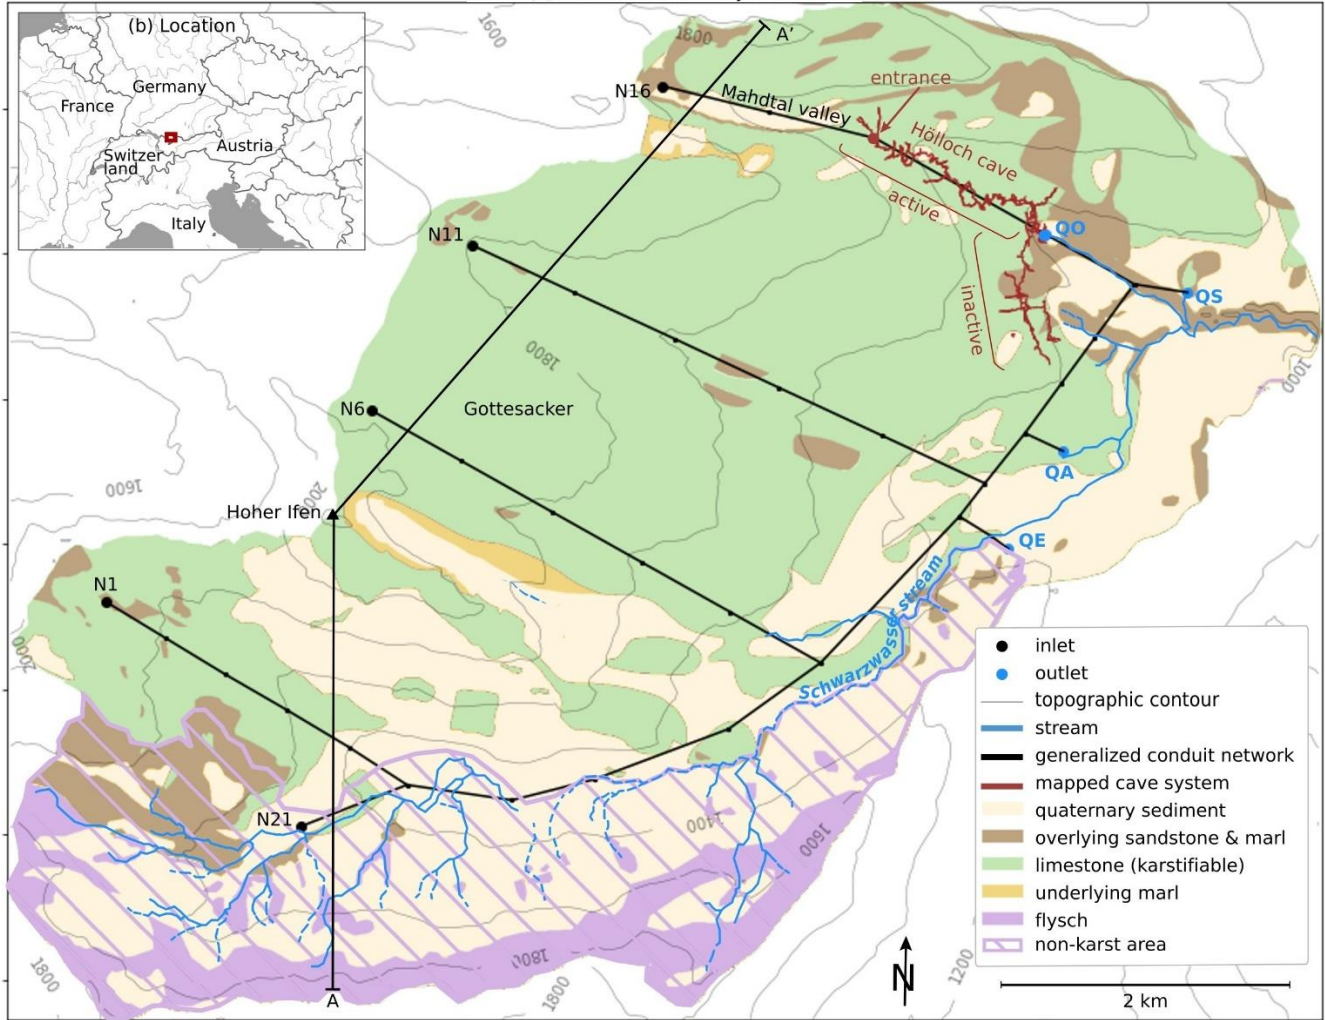 (b) Location
Germany
France
Switzer
land
Austria
Italy
1600
1800
A’
N16
Mahdtal valley
entrance
Hölloch cave
active
inactive
QO
QS
N11
1800
1000
N6
Gottesacker
QA
1600
2000
Hoher Ifen
QE
N1
2000
Schwarzwasser stream
N21
1400
1600
1800
1800
1800
1200
A
N
inlet
outlet
topographic contour
stream
generalized conduit network
mapped cave system
quaternary sediment
overlying sandstone & marl
limestone (karstifiable)
underlying marl
flysch
non-karst area
2 km